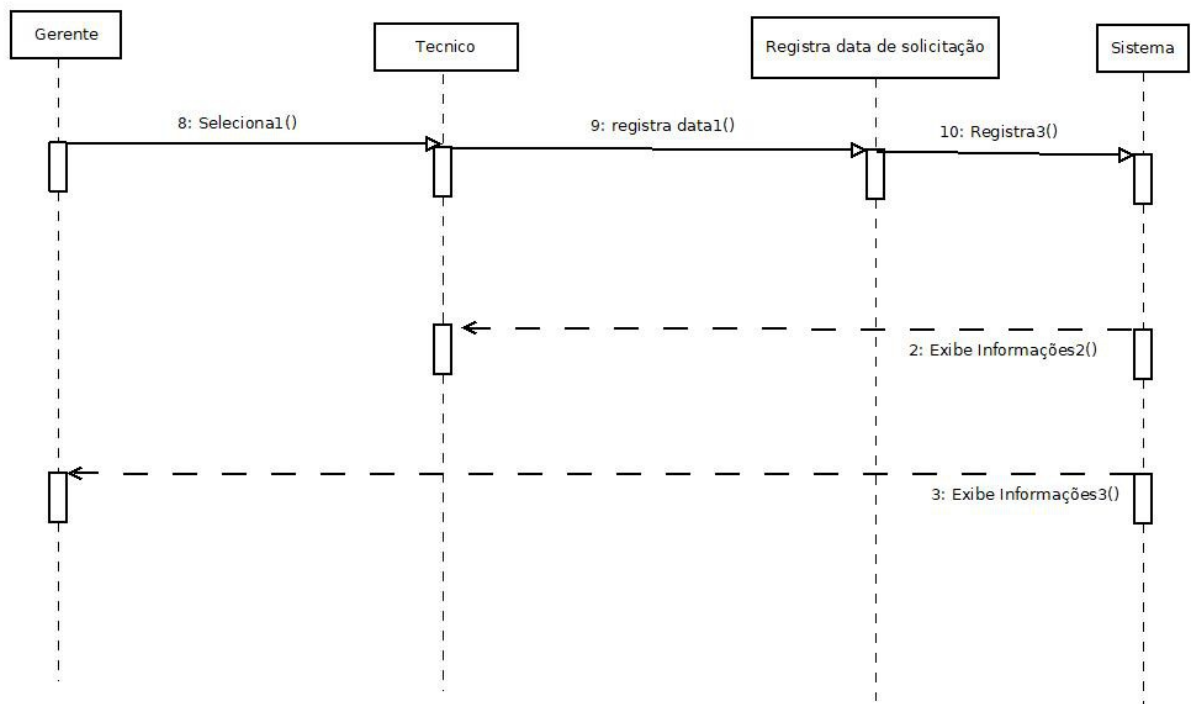 Gerente
Tecnico
Registra data de solicitação
Sistema
8: Seleciona1()
9: registra data1()
10: Registra3()
2: Exibe Informações2()
3: Exibe Informações3()